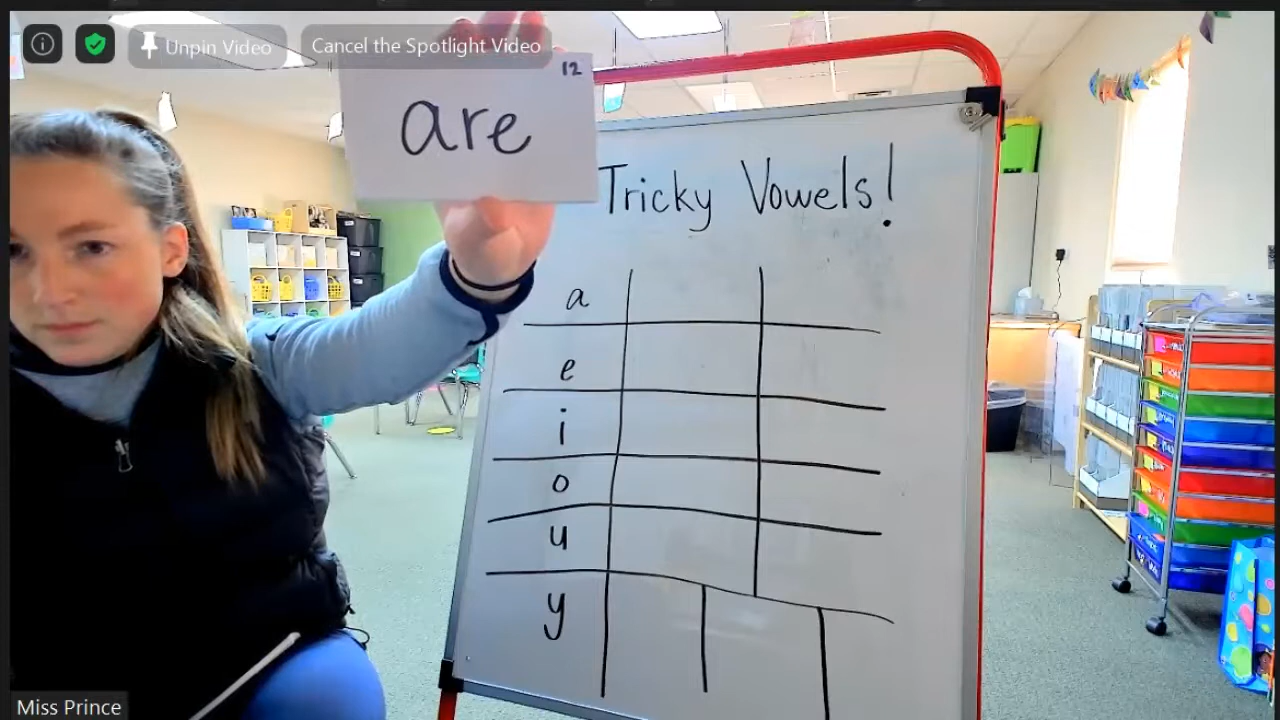 Unpin Video
Cancel the Spotlight Video
12
are
Tricky Vowels!
a
e
i
o
u
y
Miss Prince